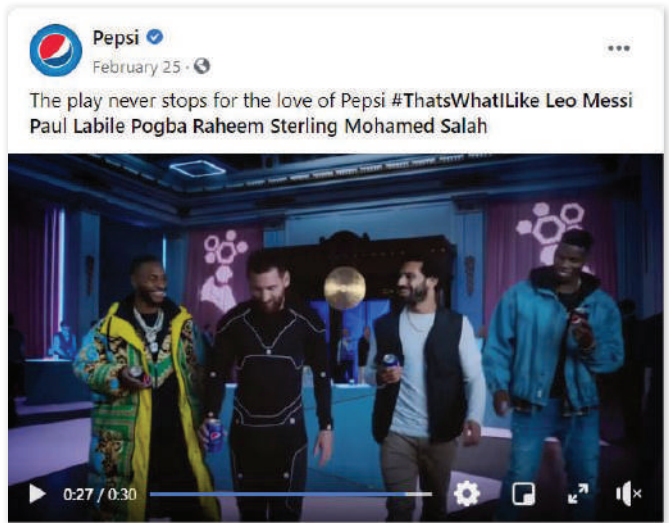 Pepsi
February 25 ·
The play never stops for the love of Pepsi #ThatsWhatILike Leo Messi
Paul Labile Pogba Raheem Sterling Mohamed Salah
0:27 / 0:30